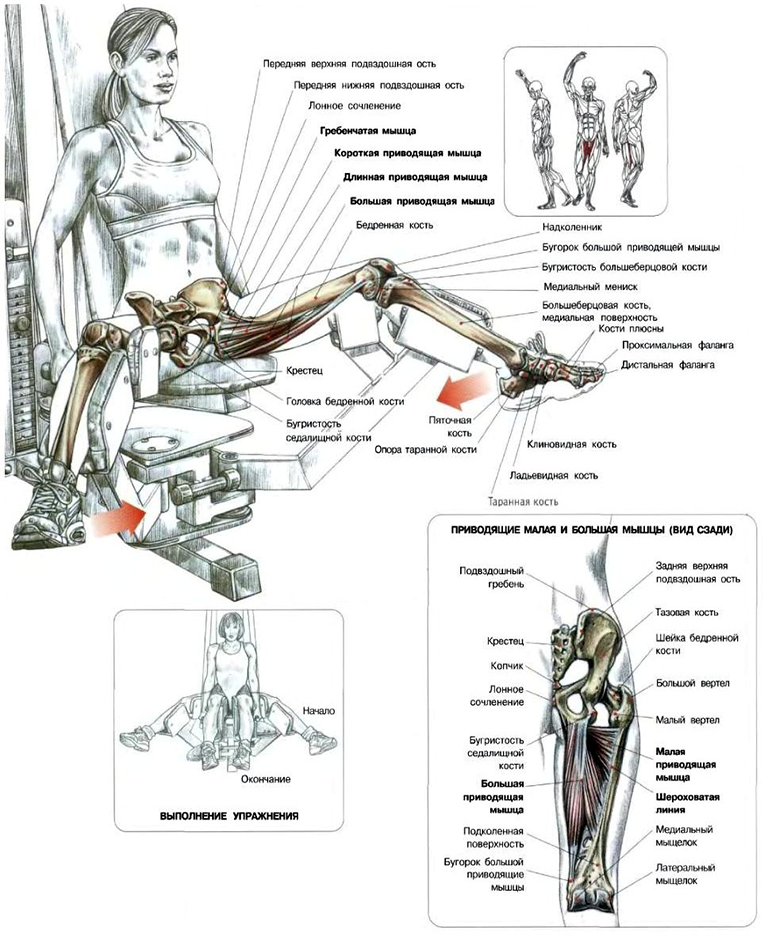 Передняя верхняя подвздошная ость
Передняя нижняя подвздошная ость
Лонное сочленение
Гребенчатая мышца
Короткая приводящая мышца
Длинная приводящая мышца
Большая приводящая мышца
Бедренная кость
Надколенник
Бугорок большой приводящей мышцы
Бугристость большеберцовой кости
Медиальный мениск
Большеберцовая кость,
медиальная поверхность
Кости плюсны
Проксимальная фаланга
Дистальная фаланга
Крестец
Головка бедренной кости
Бугристость
седалищной кости
Пяточная
кость
Опора таранной кости
Клиновидная кость
Ладьевидная кость
Таранная кость
Начало
Окончание
ВЫПОЛНЕНИЕ УПРАЖНЕНИЯ
ПРИВОДЯЩИЕ МАЛАЯ И БОЛЬШАЯ МЫШЦЫ (ВИД СЗАДИ)
Подвздошный
гребень
Крестец
Копчик
Лонное
сочленение
Бугристость
седалищной
кости
Большая
приводящая
мышца
Подколенная
поверхность
Бугорок большой
приводящие
мышцы
Задняя верхняя
подвздошная ость
Тазовая кость
Шейка бедренной
кости
Большой вертел
Малый вертел
Малая
приводящая
мышца
Шероховатая
линия
Медиальный
мыщелок
Латеральный
мыщелок